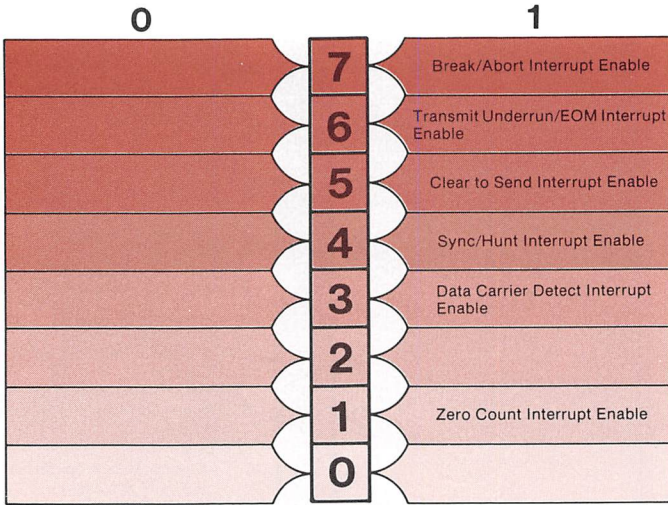 0 1
7 Break/Abort Interrupt Enable
6 Transmit Underrun/EOM Interrupt
Enable
5 Clear to Send Interrupt Enable
4 Sync/Hunt Interrupt Enable
3 Data Carrier Detect Interrupt
Enable
2
1 Zero Count Interrupt Enable
0